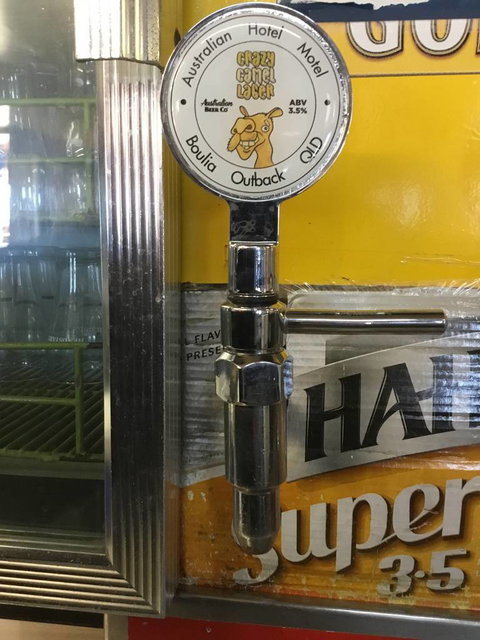 Australian Hotel Motel
CRAZY
CAMEL
LAGER
Australian
BEER CO
ABV
3.5%
Boulia Outback QLD
GO
FLAV
PRESE
HA
Super
3.5